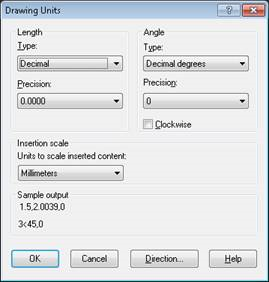 Drawing Units
Length
Type:
Decimal
Precision:
0.0000
Angle
Type:
Decimal degrees
Precision:
0
Clockwise
Insertion scale
Units to scale inserted content:
Millimeters
Sample output
1.5,2.0039,0
3<45,0
OK
Cancel
Direction...
Help